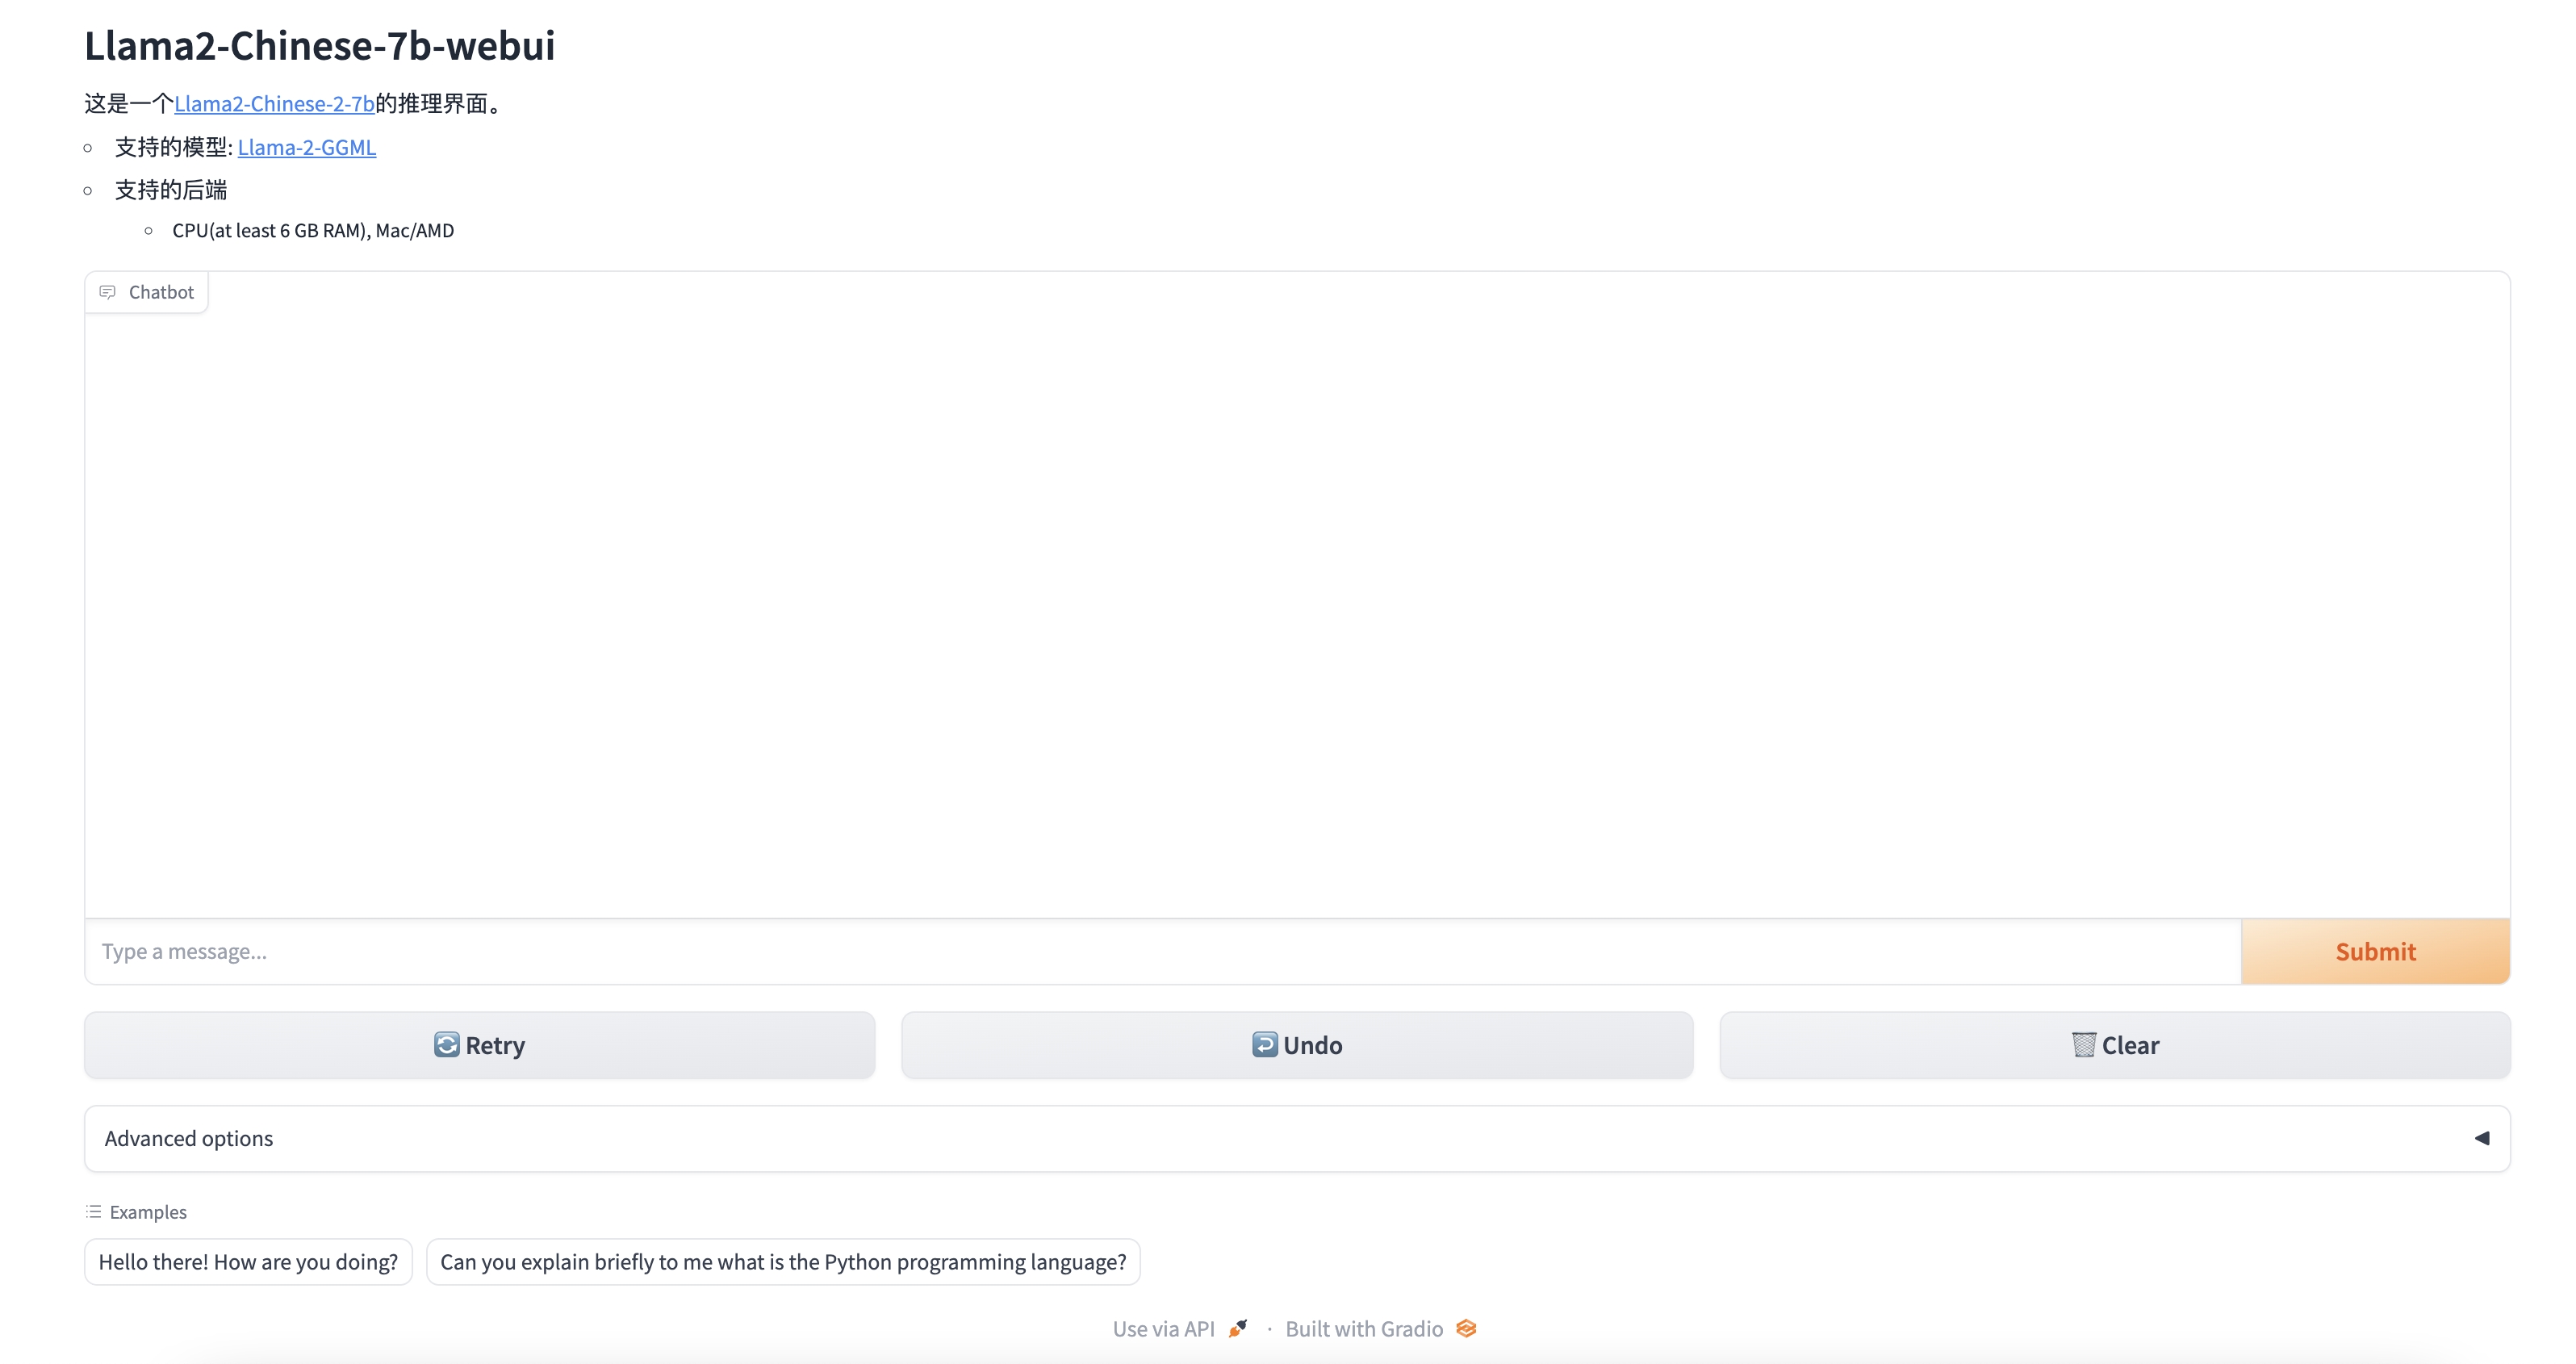 Llama2-Chinese-7b-webui
这是一个Llama2-Chinese-2-7b的推理界面。
支持的模型: Llama-2-GGML
支持的后端
CPU(at least 6 GB RAM), Mac/AMD
Chatbot
Type a message...
Submit
Retry
Undo
Clear
Advanced options
Examples
Hello there! How are you doing?
Can you explain briefly to me what is the Python programming language?
Use via API · Built with Gradio